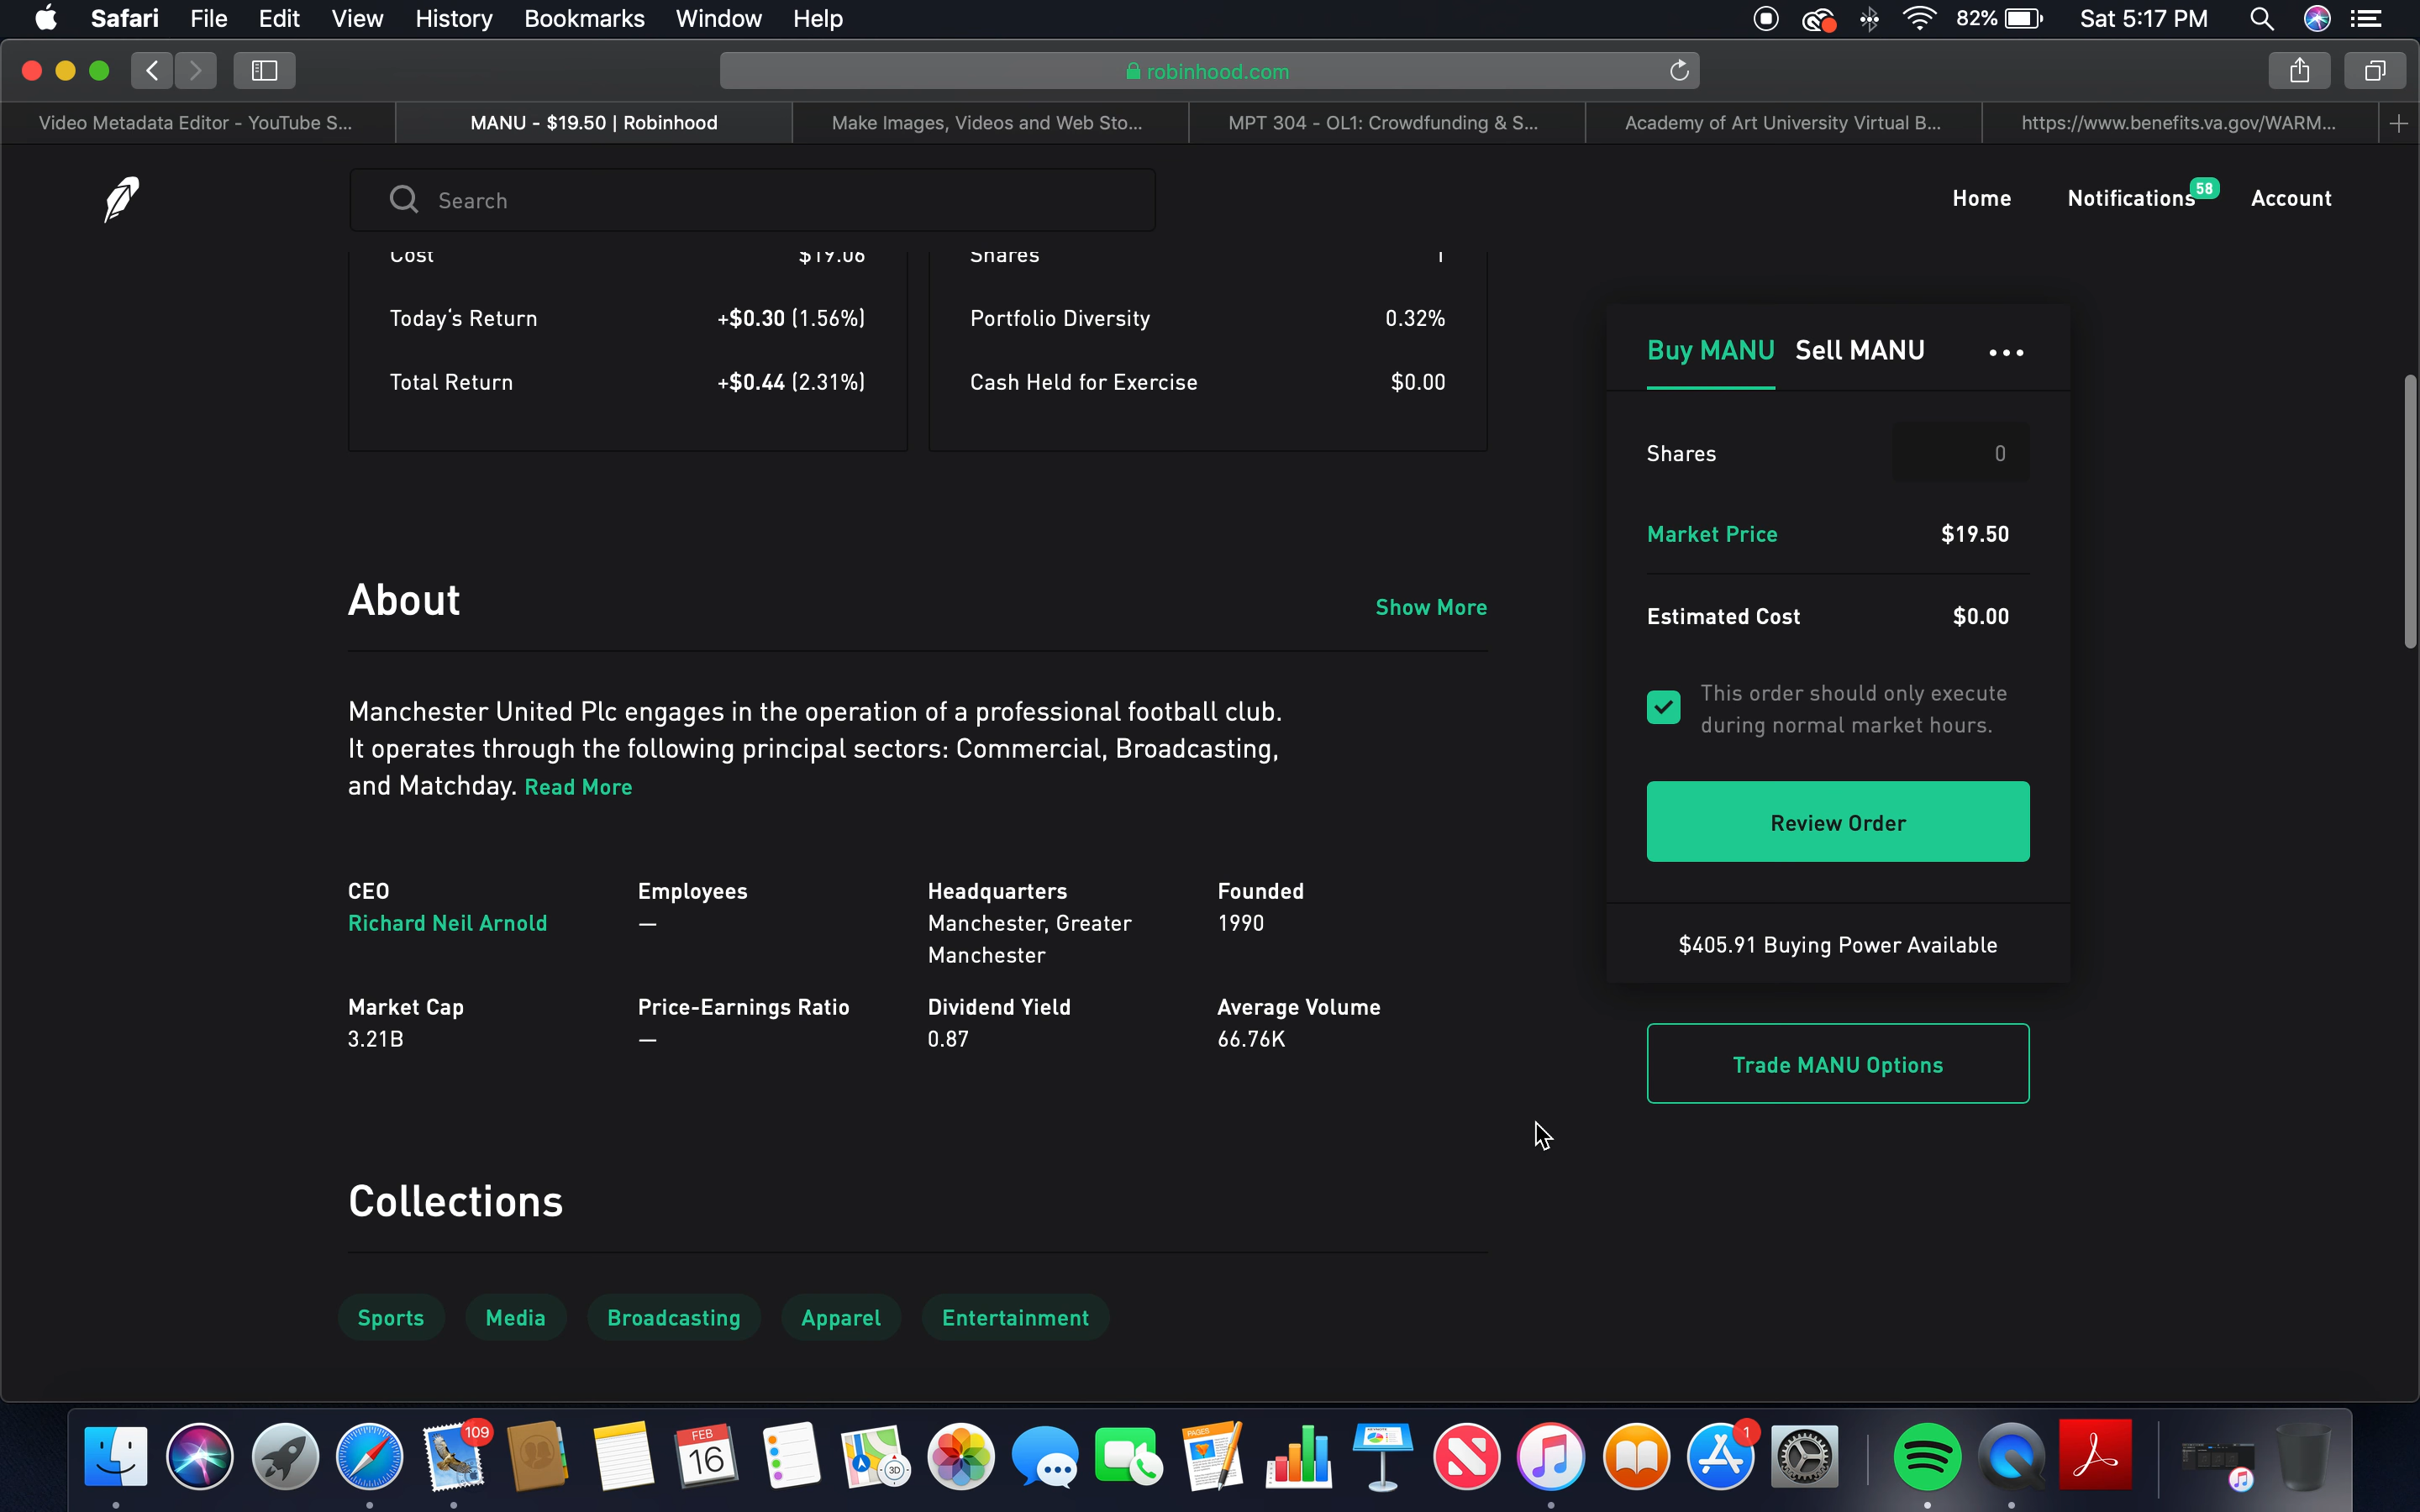 Safari File Edit View History Bookmarks Window Help 82% Sat 5:17 PM
robinhood.com
Video Metadata Editor - YouTube S... MANU - $19.50 | Robinhood Make Images, Videos and Web Sto... MPT 304 - OL1: Crowdfunding & S... Academy of Art University Virtual B... https://www.benefits.va.gov/WARM...
Search Home Notifications 58 Account
Cost $19.06 Shares 1
Today's Return +$0.30 (1.56%) Portfolio Diversity 0.32%
Total Return +$0.44 (2.31%) Cash Held for Exercise $0.00
Buy MANU Sell MANU
Shares 0
Market Price $19.50
Estimated Cost $0.00
This order should only execute
during normal market hours.
Review Order
$405.91 Buying Power Available
Trade MANU Options
About Show More
Manchester United Plc engages in the operation of a professional football club.
It operates through the following principal sectors: Commercial, Broadcasting,
and Matchday. Read More
CEO Employees Headquarters Founded
Richard Neil Arnold — Manchester, Greater 1990
Manchester
Market Cap Price-Earnings Ratio Dividend Yield Average Volume
3.21B — 0.87 66.76K
Collections
Sports Media Broadcasting Apparel Entertainment
109 FEB 16 3D PAGES 1